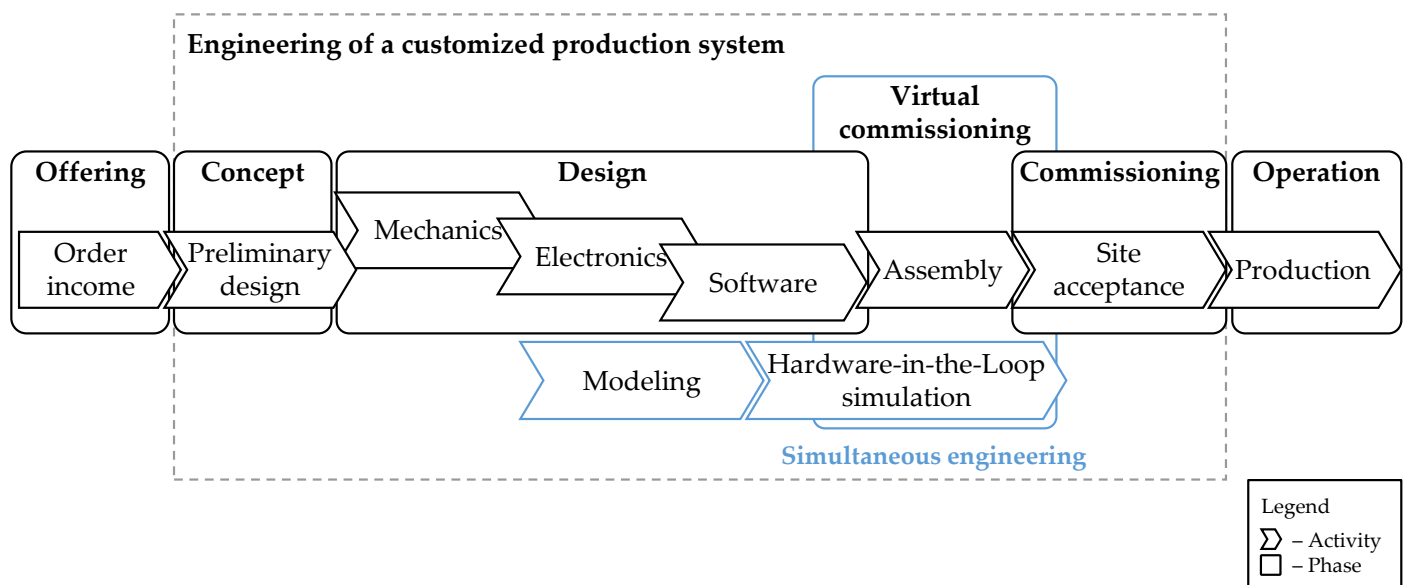 Engineering of a customized production system
Virtual
commissioning
Offering
Concept
Design
Commissioning
Operation
Order
income
Preliminary
design
Mechanics
Electronics
Software
Assembly
Site
acceptance
Production
Modeling
Hardware-in-the-Loop
simulation
Simultaneous engineering
Legend
– Activity
– Phase